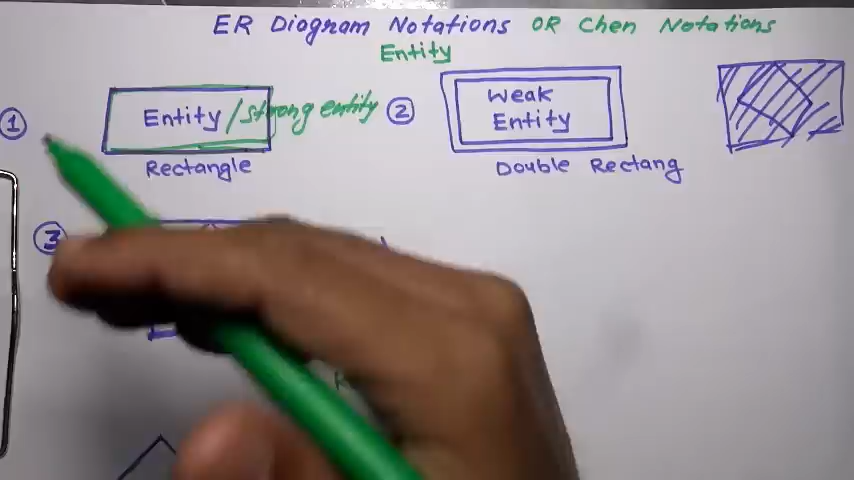 ER Diagram Notations OR Chen Notations
Entity
1 Entity / strong entity
Rectangle
2 Weak Entity
Double Rectang
3